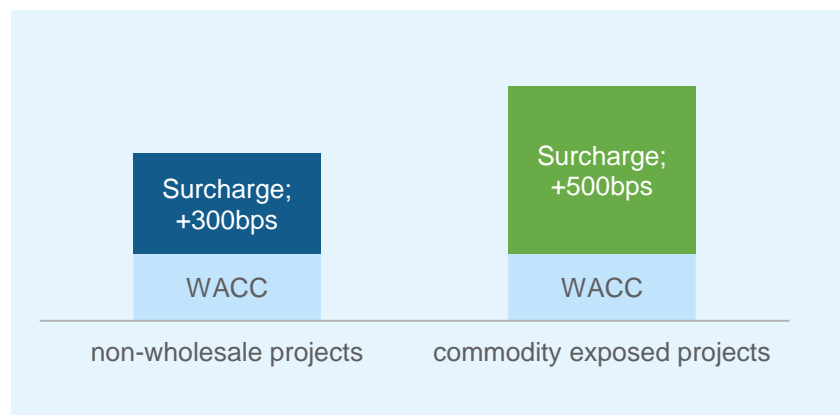 Surcharge;
+300bps
WACC
Surcharge;
+500bps
WACC
non-wholesale projects
commodity exposed projects